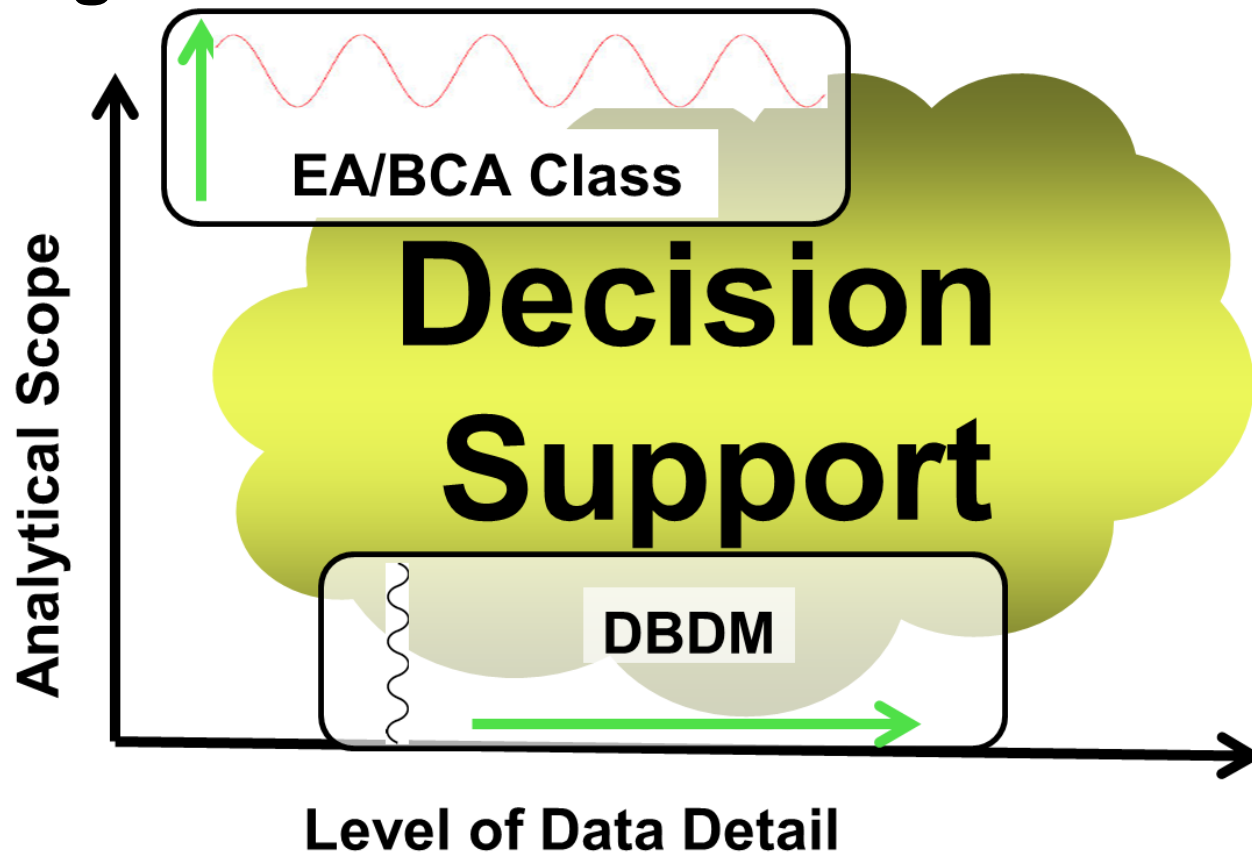 EA/BCA Class
Decision
Support
DBDM
Analytical Scope
Level of Data Detail